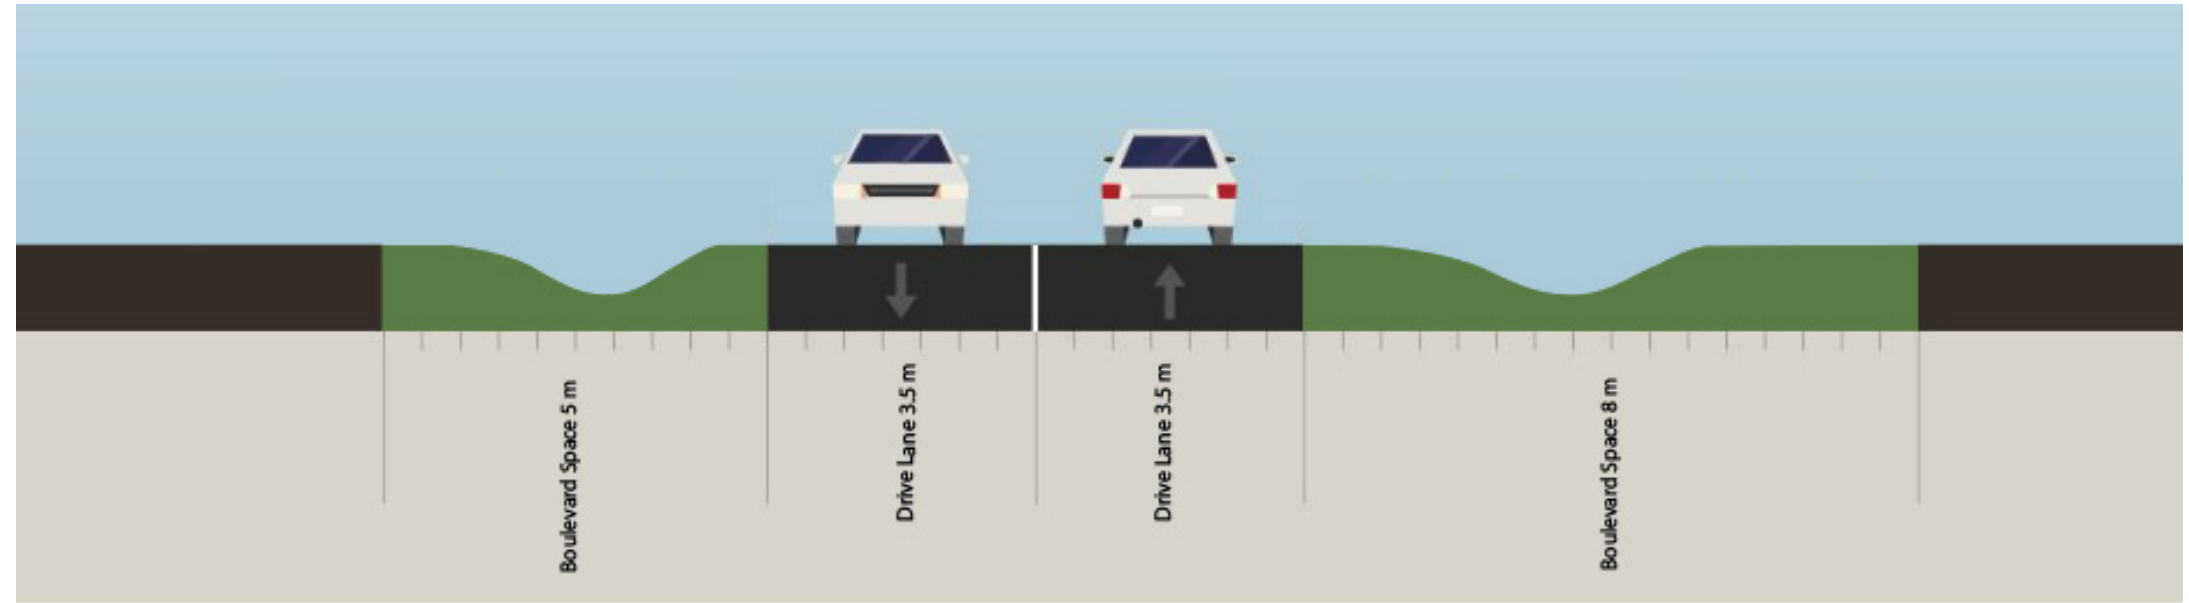 Boulevard Space 5 m
Drive Lane 3.5 m
Drive Lane 3.5 m
Boulevard Space 8 m